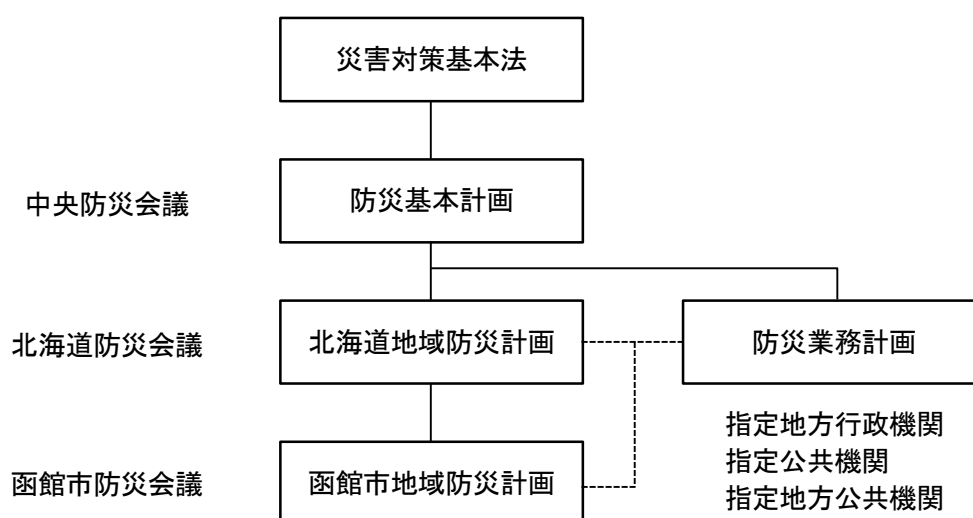 災害対策基本法
中央防災会議
防災基本計画
北海道防災会議
北海道地域防災計画
防災業務計画
指定地方行政機関
指定公共機関
指定地方公共機関
函館市防災会議
函館市地域防災計画